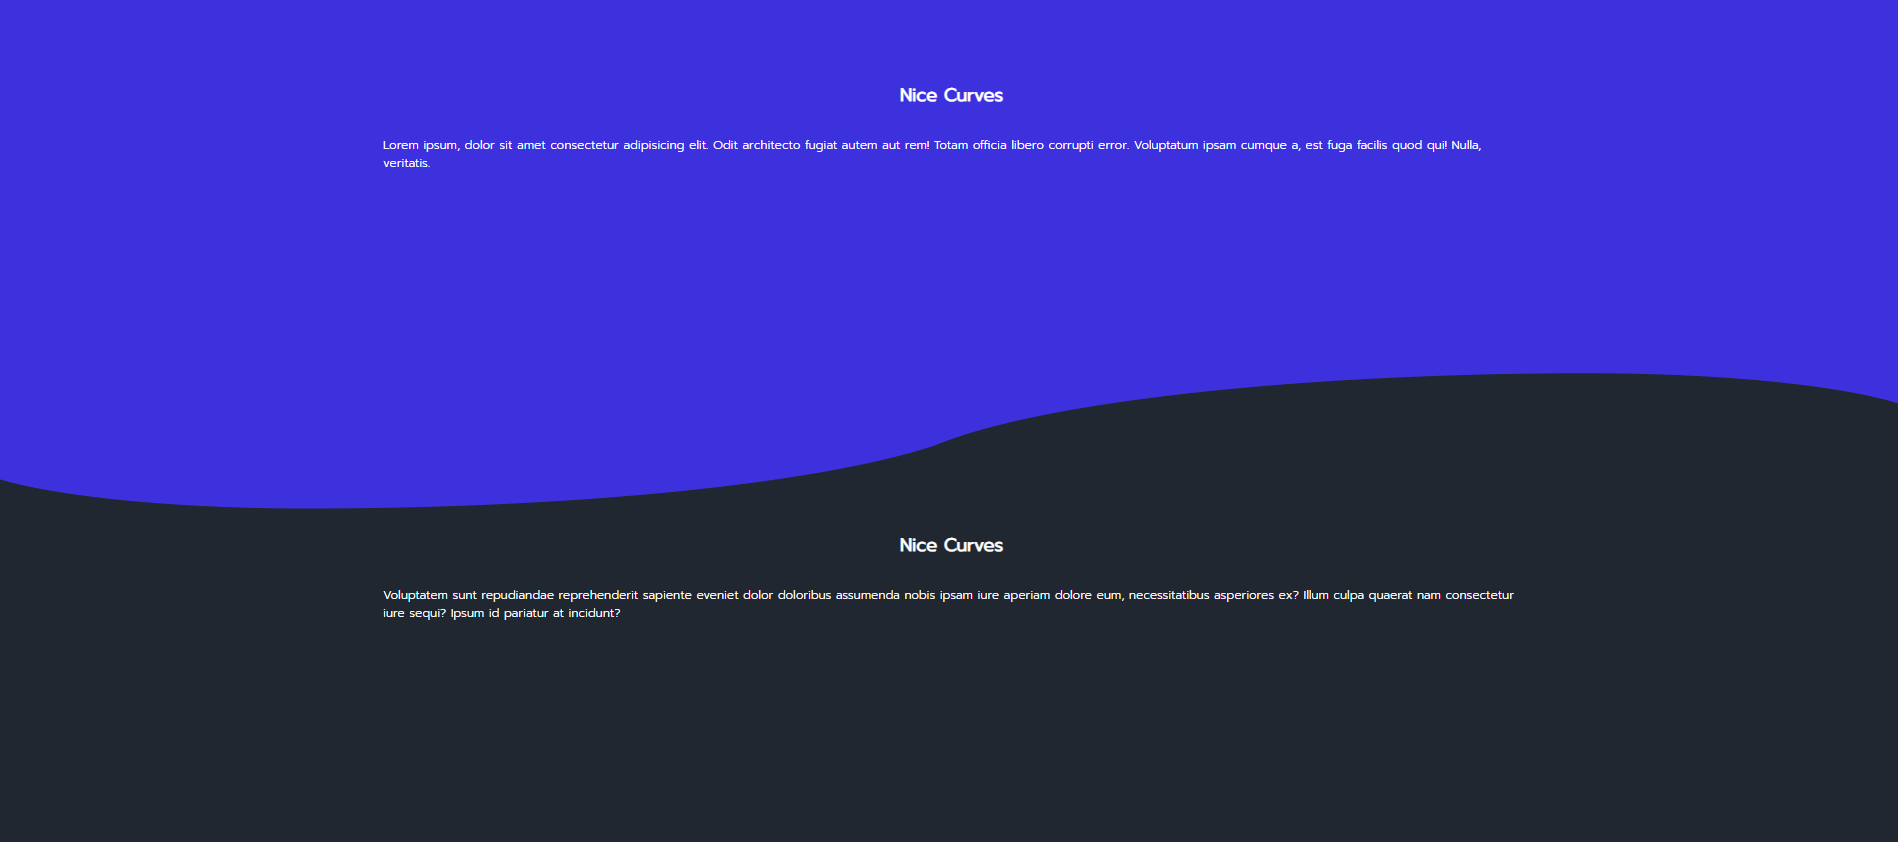 Nice Curves
Lorem ipsum, dolor sit amet consectetur adipisicing elit. Odit architecto fugiat autem aut rem! Totam officia libero corrupti error. Voluptatum ipsam cumque a, est fuga facilis quod qui! Nulla,
veritatis.
Nice Curves
Voluptatem sunt repudiandae reprehenderit sapiente eveniet dolor doloribus assumenda nobis ipsam iure aperiam dolore eum, necessitatibus asperiores ex? Illum culpa quaerat nam consectetur
iure sequi? Ipsum id pariatur at incidunt?